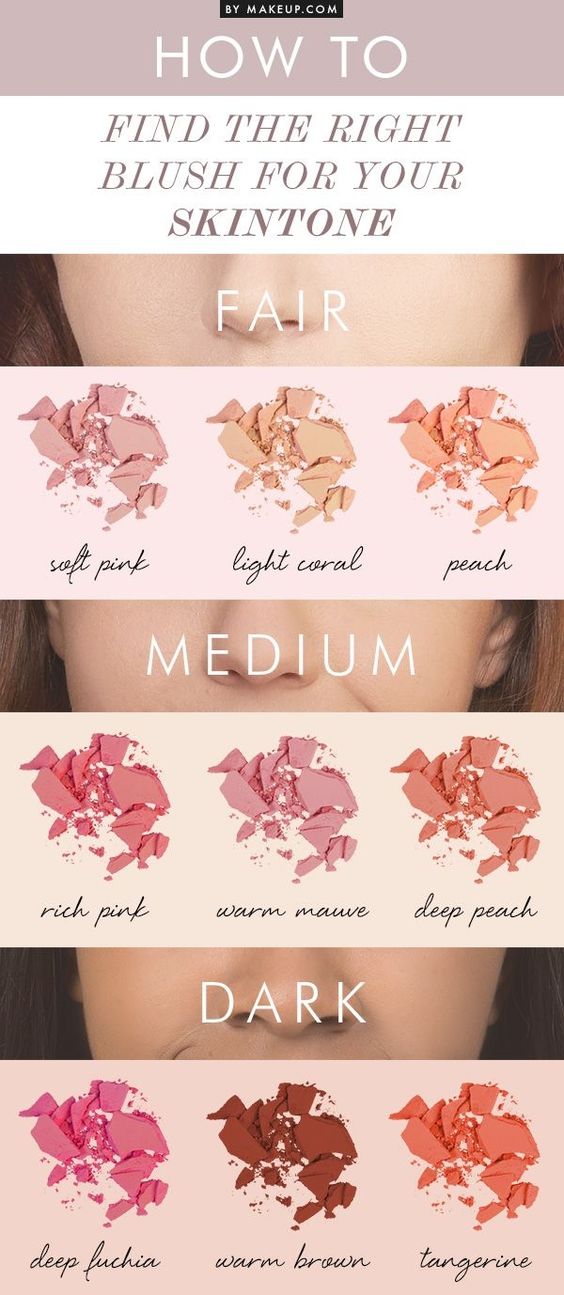 BY MAKEUP.COM
HOW TO
FIND THE RIGHT
BLUSH FOR YOUR
SKINTONE
FAIR
soft pink
light coral
peach
MEDIUM
rich pink
warm mauve
deep peach
DARK
deep fuchia
warm brown
tangerine